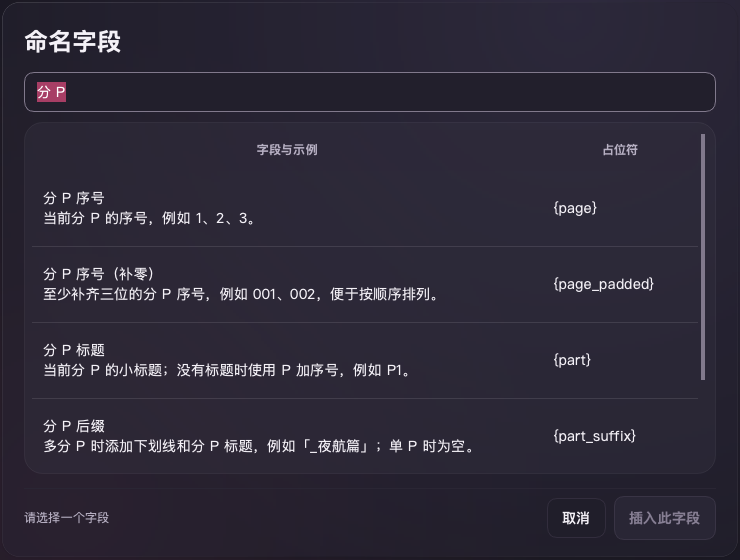 命名字段
分 P
字段与示例
占位符
分 P 序号
当前分 P 的序号，例如 1、2、3。
{page}
分 P 序号（补零）
至少补齐三位的分 P 序号，例如 001、002，便于按顺序排列。
{page_padded}
分 P 标题
当前分 P 的小标题；没有标题时使用 P 加序号，例如 P1。
{part}
分 P 后缀
多分 P 时添加下划线和分 P 标题，例如「_夜航篇」；单 P 时为空。
{part_suffix}
请选择一个字段
取消
插入此字段